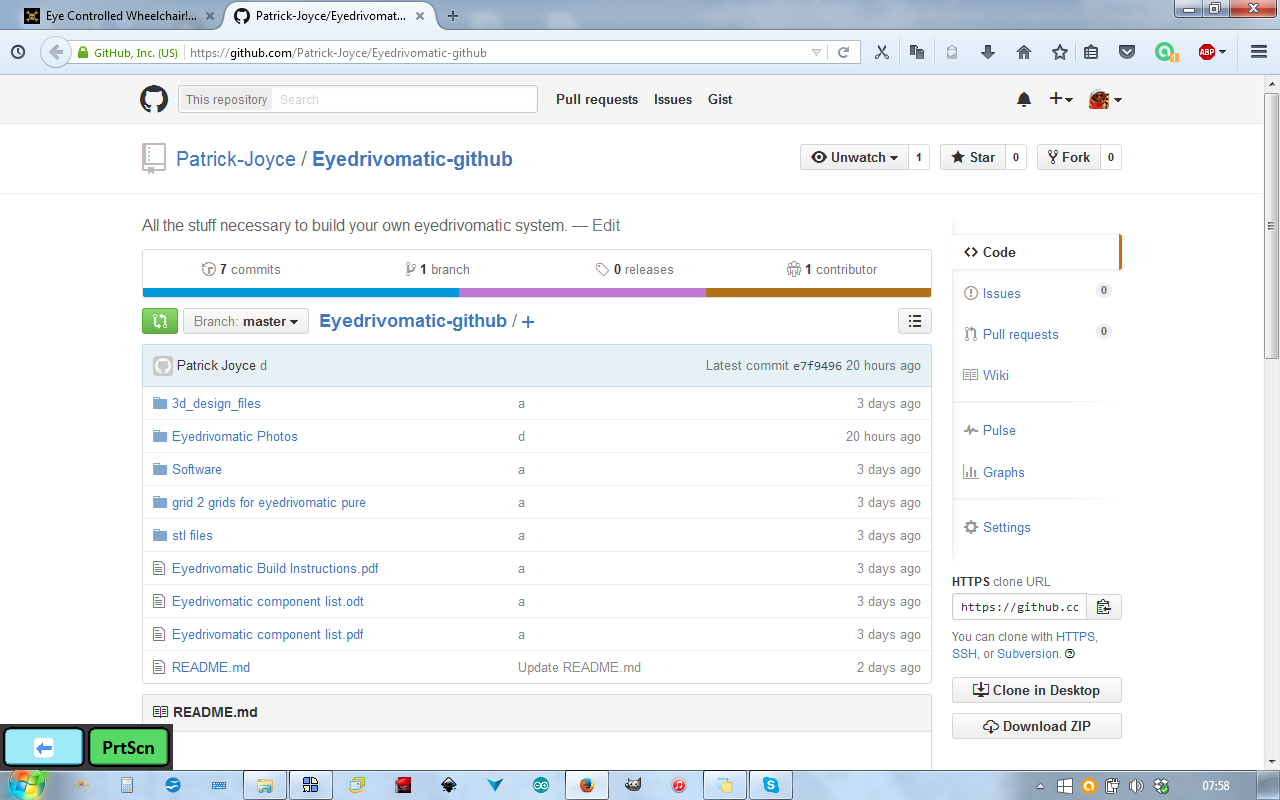 Eye Controlled Wheelchair!...
Patrick-Joyce/Eyedrivomat...
GitHub, Inc. (US) https://github.com/Patrick-Joyce/Eyedrivomatic-github
ABP
This repository Search Pull requests Issues Gist
Patrick-Joyce / Eyedrivomatic-github
Unwatch 1 Star 0 Fork 0
All the stuff necessary to build your own eyedrivomatic system. — Edit
7 commits 1 branch 0 releases 1 contributor
Branch: master Eyedrivomatic-github / +
Patrick Joyce d Latest commit e7f9496 20 hours ago
3d_design_files a 3 days ago
Eyedrivomatic Photos d 20 hours ago
Software a 3 days ago
grid 2 grids for eyedrivomatic pure a 3 days ago
stl files a 3 days ago
Eyedrivomatic Build Instructions.pdf a 3 days ago
Eyedrivomatic component list.odt a 3 days ago
Eyedrivomatic component list.pdf a 3 days ago
README.md Update README.md 2 days ago
README.md
Code
Issues 0
Pull requests 0
Wiki
Pulse
Graphs
Settings
HTTPS clone URL
https://github.cc
You can clone with HTTPS,
SSH, or Subversion.
Clone in Desktop
Download ZIP
PrtScn
07:58